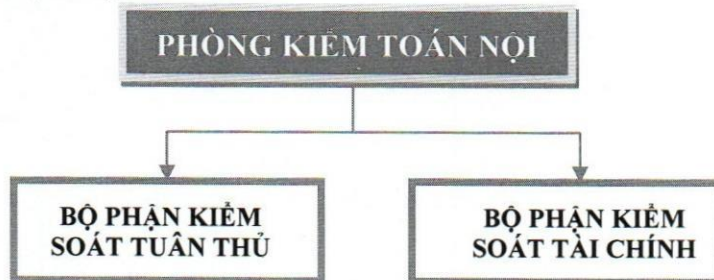 PHÒNG KIỂM TOÁN NỘI
BỘ PHẬN KIỂM
SOÁT TUÂN THỦ
BỘ PHẬN KIỂM
SOÁT TÀI CHÍNH